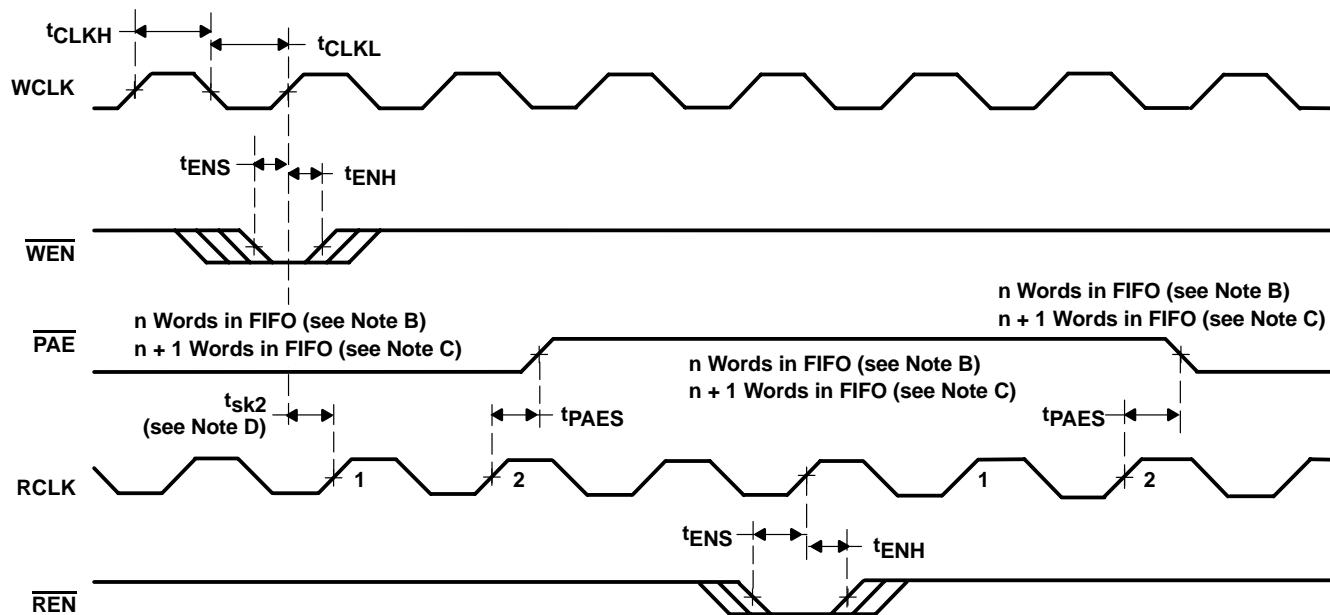 tCLKH
tCLKL
WCLK
tENS
tENH
WEN
n Words in FIFO (see Note B)
n + 1 Words in FIFO (see Note C)
PAE
n Words in FIFO (see Note B)
n + 1 Words in FIFO (see Note C)
n Words in FIFO (see Note B)
n + 1 Words in FIFO (see Note C)
tsk2
(see Note D)
tPAES
tPAES
RCLK
1
2
1
2
tENS
tENH
REN